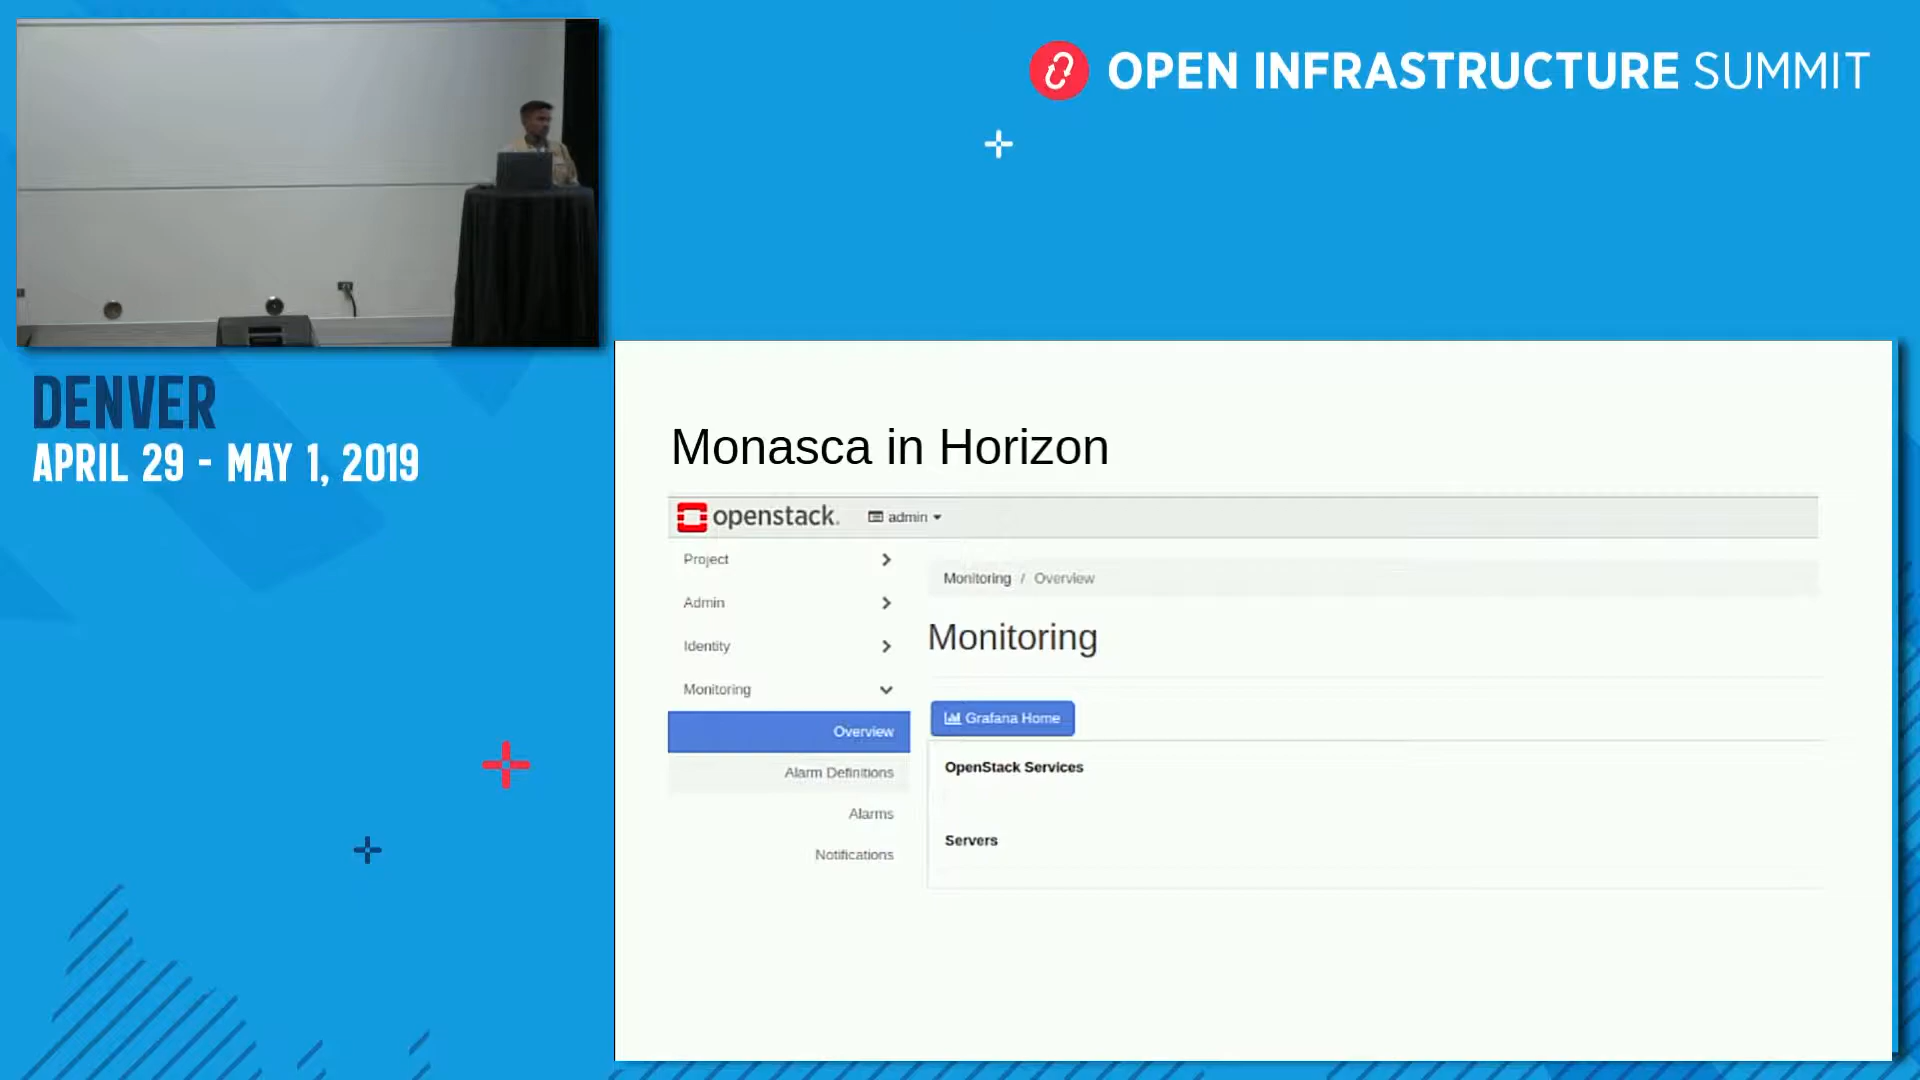 OPEN INFRASTRUCTURE SUMMIT
DENVER
APRIL 29 - MAY 1, 2019
Monasca in Horizon
openstack.
admin
Project
Admin
Identity
Monitoring
Overview
Alarm Definitions
Alarms
Notifications
Monitoring / Overview
Monitoring
Grafana Home
OpenStack Services
Servers